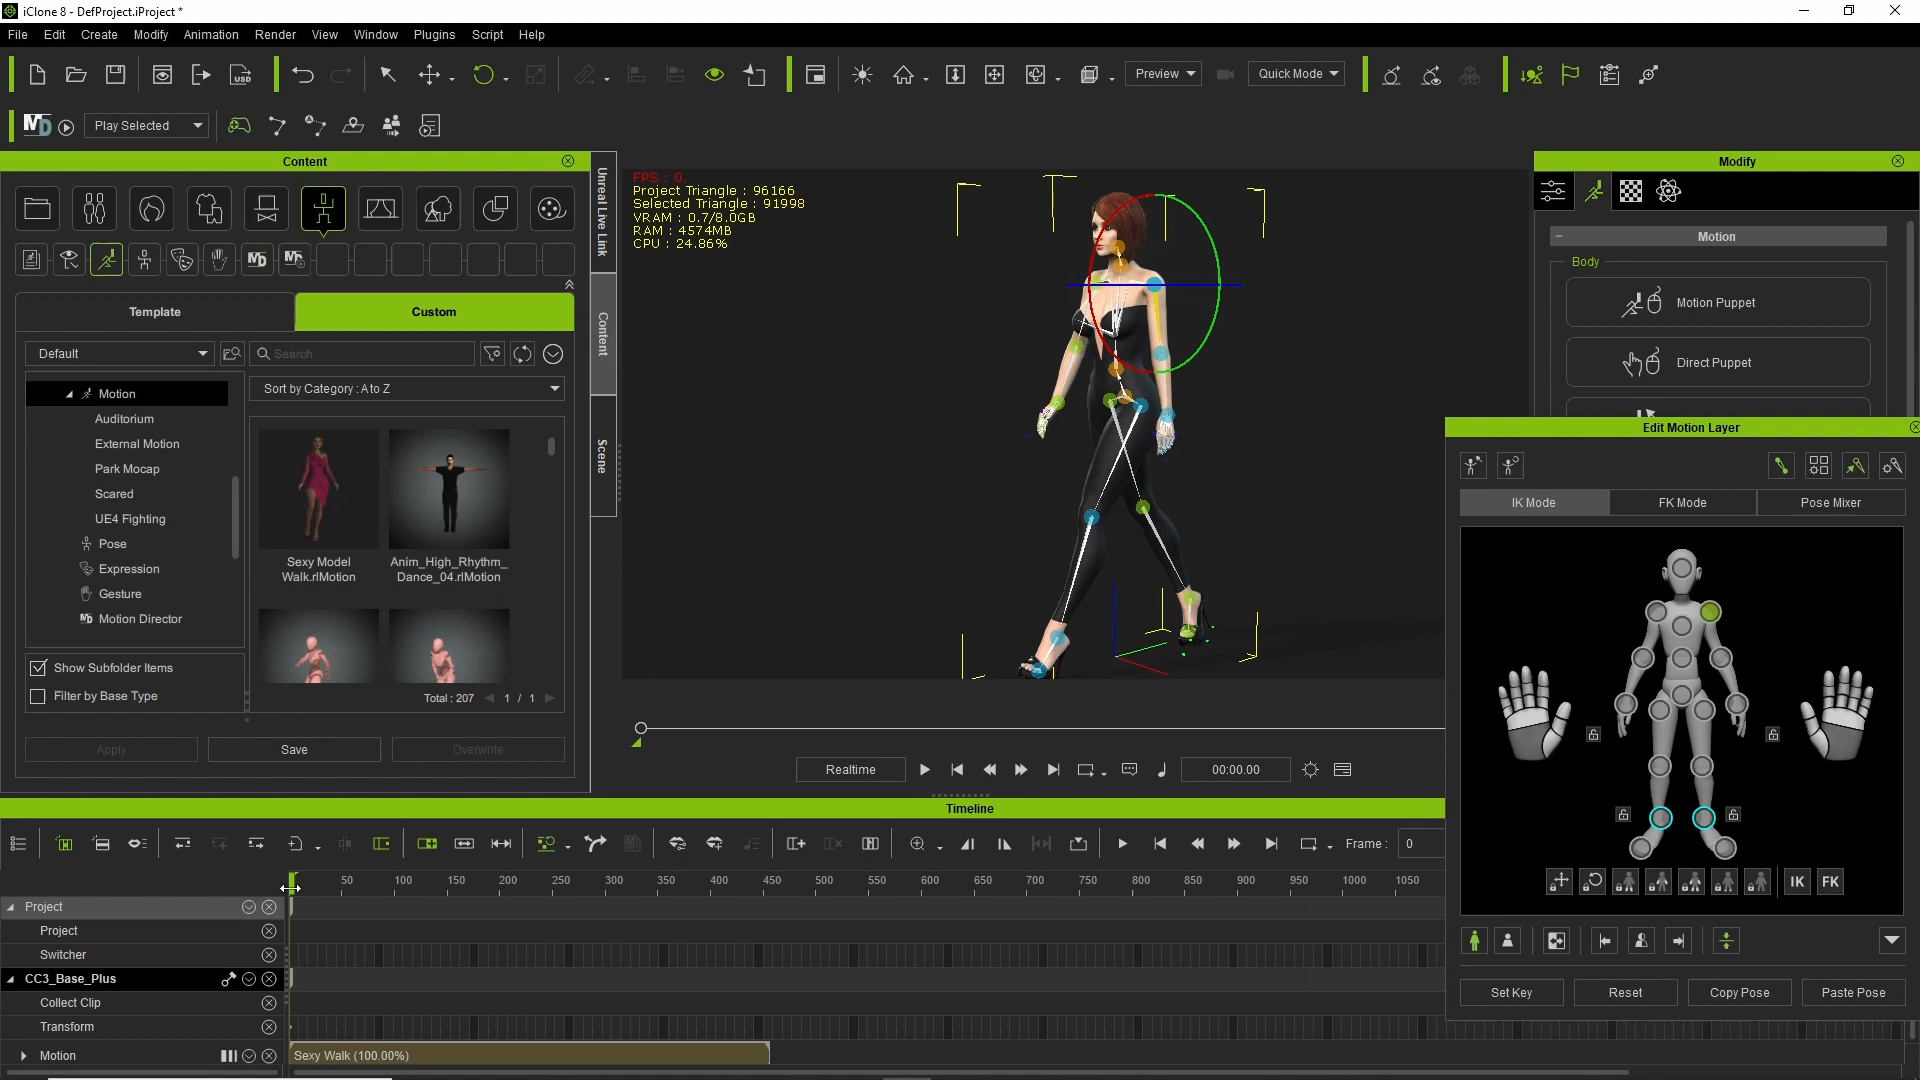 iClone 8 - DefProject.iProject *
File Edit Create Modify Animation Render View Window Plugins Script Help
Preview
Quick Mode
Play Selected
Content
Modify
Unreal Live Link
Content
Scene
FPS : 0
Project Triangle : 96166
Selected Triangle : 91998
VRAM : 0.7/8.0GB
RAM : 4574MB
CPU : 24.86%
Template
Custom
Default
Search
Sort by Category : A to Z
Motion
Auditorium
External Motion
Park Mocap
Scared
UE4 Fighting
Pose
Expression
Gesture
Motion Director
Sexy Model
Walk.rlMotion
Anim_High_Rhythm_
Dance_04.rlMotion
Show Subfolder Items
Filter by Base Type
Total : 207
1 / 1
Apply
Save
Overwrite
Motion
Body
Motion Puppet
Direct Puppet
Edit Motion Layer
IK Mode
FK Mode
Pose Mixer
IK
FK
Set Key
Reset
Copy Pose
Paste Pose
Realtime
00:00.00
Timeline
Frame : 0
50 100 150 200 250 300 350 400 450 500 550 600 650 700 750 800 850 900 950 1000 1050
Project
Project
Switcher
CC3_Base_Plus
Collect Clip
Transform
Motion
Sexy Walk (100.00%)